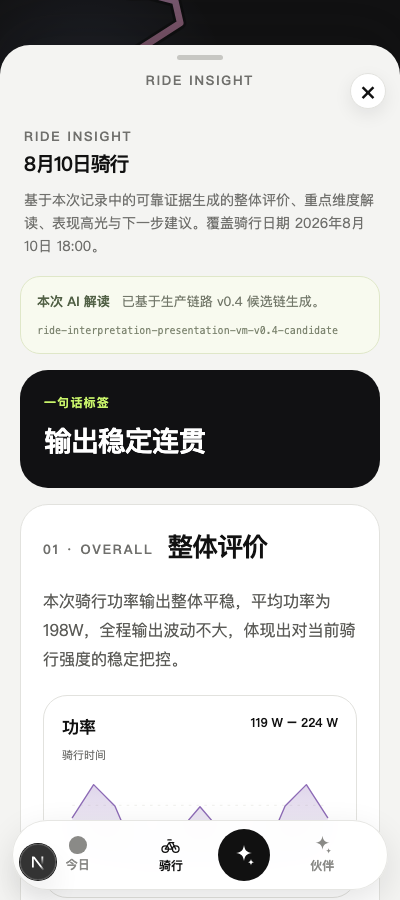 RIDE INSIGHT
RIDE INSIGHT
8月10日骑行
基于本次记录中的可靠证据生成的整体评价、重点维度解
读、表现高光与下一步建议。覆盖骑行日期 2026年8月
10日 18:00。
本次 AI 解读 已基于生产链路 v0.4 候选链生成。
ride-interpretation-presentation-vm-v0.4-candidate
一句话标签
输出稳定连贯
01 · OVERALL 整体评价
本次骑行功率输出整体平稳，平均功率为
198W，全程输出波动不大，体现出对当前骑
行强度的稳定把控。
功率 119 W — 224 W
骑行时间
N 今日 骑行 伙伴